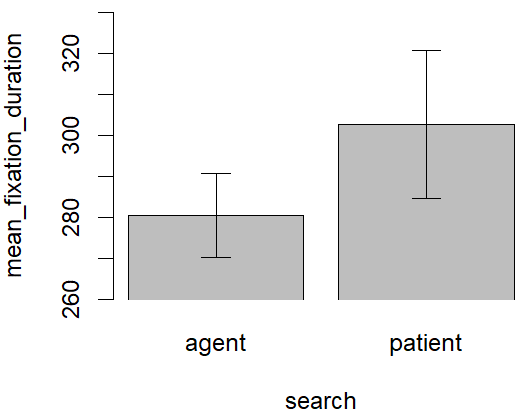 mean_fixation_duration
320
300
280
260
agent patient
search